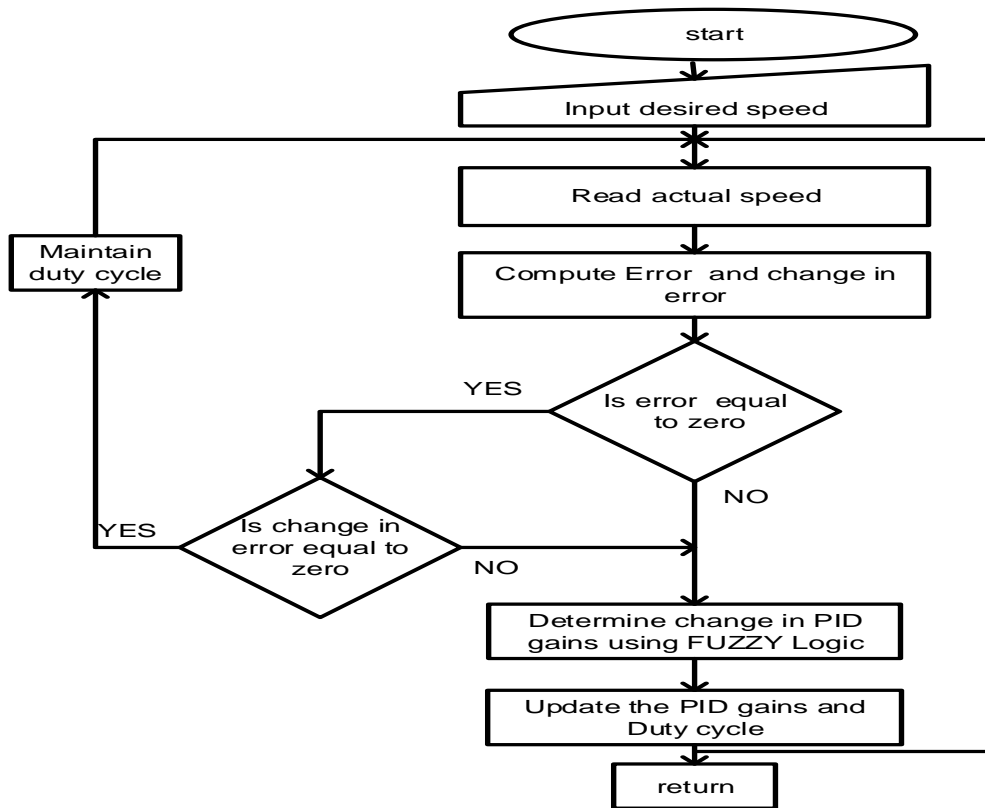 start
Input desired speed
Read actual speed
Maintain
duty cycle
Compute Error and change in
error
YES
Is error equal
to zero
NO
YES
Is change in
error equal to
zero
NO
Determine change in PID
gains using FUZZY Logic
Update the PID gains and
Duty cycle
return